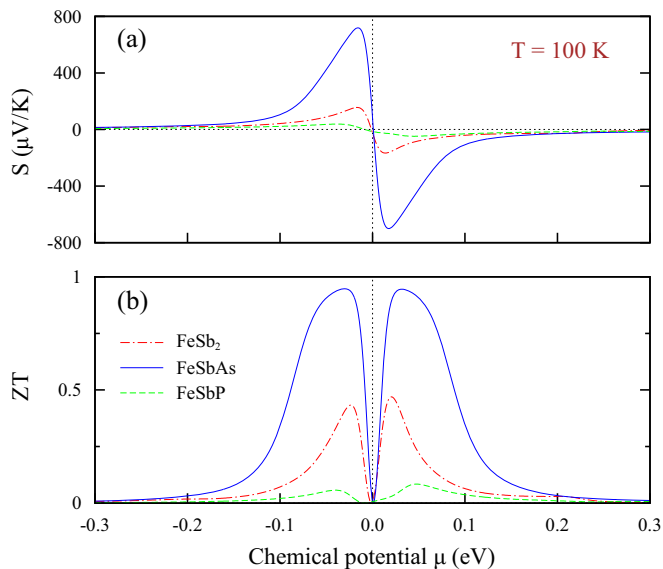 (a)
T = 100 K
S (μV/K)
800
400
0
-400
-800
(b)
ZT
1
0.5
0
FeSb₂
FeSbAs
FeSbP
-0.3 -0.2 -0.1 0.0 0.1 0.2 0.3
Chemical potential μ (eV)